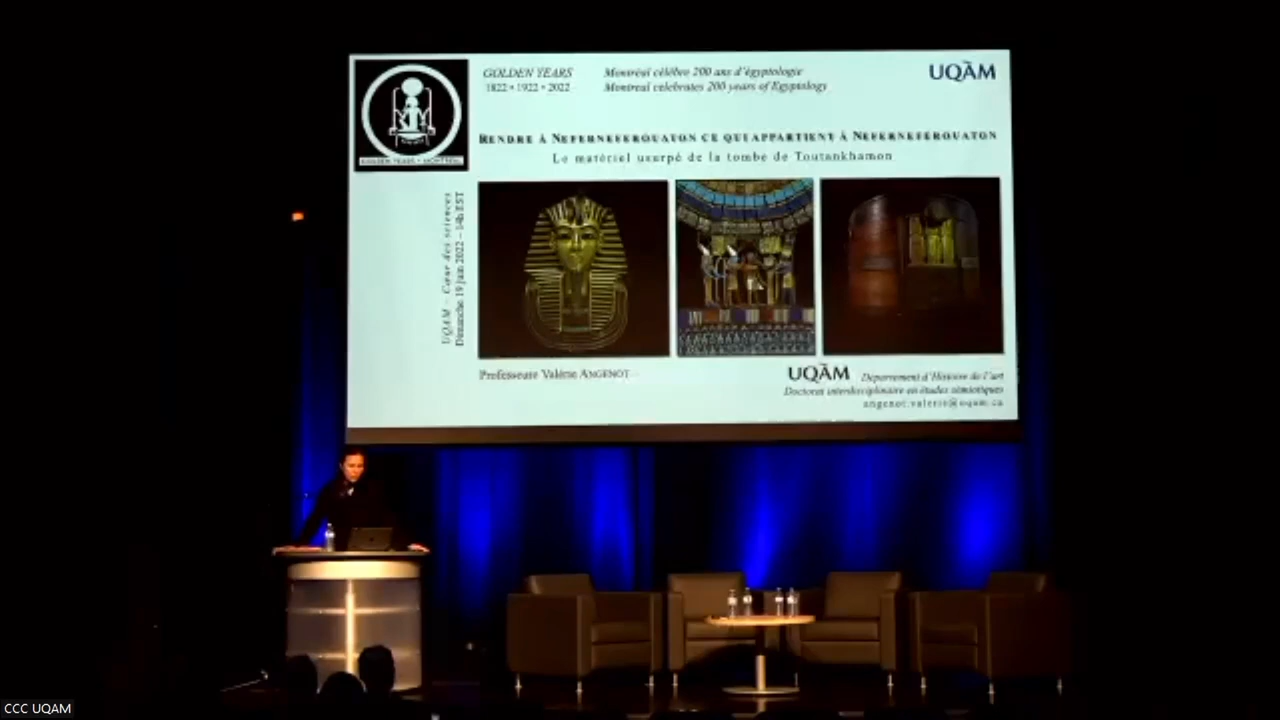 GOLDEN YEARS
1822 • 1922 • 2022
Montréal célèbre 200 ans d'égyptologie
Montreal celebrates 200 years of Egyptology
UQÀM
GOLDEN YEARS • MONTRÉAL
RENDRE À NEFERNEFEROUATON CE QUI APPARTIENT À NEFERNEFEROUATON
Le matériel usurpé de la tombe de Toutankhamon
UQAM – Cœur des sciences
Dimanche 19 juin 2022 – 14h EST
Professeure Valérie ANGENOT
UQÀM Département d'Histoire de l'art
Doctorat interdisciplinaire en études sémiotiques
angenot.valerie@uqam.ca
CCC UQAM